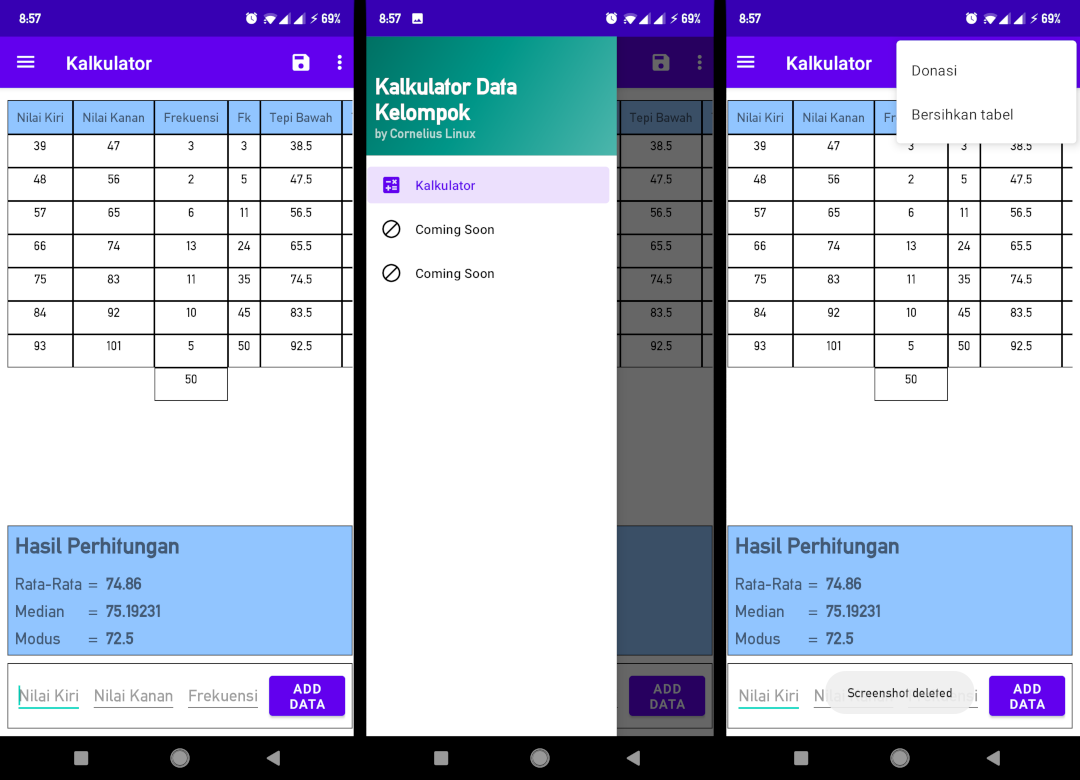 8:57 69%
Kalkulator
Nilai Kiri Nilai Kanan Frekuensi Fk Tepi Bawah
39 47 3 3 38.5
48 56 2 5 47.5
57 65 6 11 56.5
66 74 13 24 65.5
75 83 11 35 74.5
84 92 10 45 83.5
93 101 5 50 92.5
50
Hasil Perhitungan
Rata-Rata = 74.86
Median = 75.19231
Modus = 72.5
Nilai Kiri Nilai Kanan Frekuensi ADD
DATA
8:57 69%
Kalkulator Data
Kelompok
by Cornelius Linux
Kalkulator
Coming Soon
Coming Soon
Tepi Bawah
38.5
47.5
56.5
65.5
74.5
83.5
92.5
ADD
DATA
8:57 69%
Kalkulator
Donasi
Bersihkan tabel
Nilai Kiri Nilai Kanan
39 47 3 3 38.5
48 56 2 5 47.5
57 65 6 11 56.5
66 74 13 24 65.5
75 83 11 35 74.5
84 92 10 45 83.5
93 101 5 50 92.5
50
Hasil Perhitungan
Rata-Rata = 74.86
Median = 75.19231
Modus = 72.5
Nilai Kiri Screenshot deleted ADD
DATA